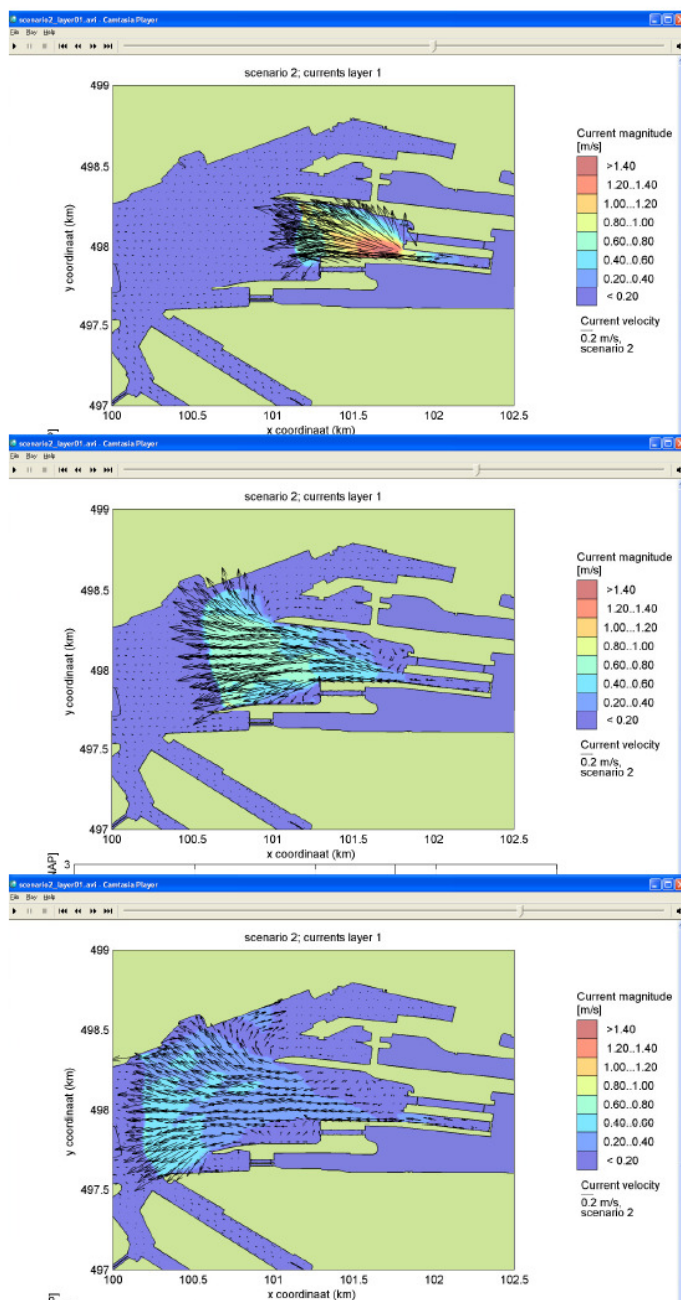 scenario2_layer01.avi - Camtasia Player
scenario 2; currents layer 1
499
498.5
498
497.5
497
100
100.5
101
101.5
102
102.5
y coordinaat (km)
x coordinaat (km)
Current magnitude
[m/s]
>1.40
1.20...1.40
1.00...1.20
0.80...1.00
0.60..0.80
0.40..0.60
0.20..0.40
< 0.20
Current velocity
0.2 m/s,
scenario 2
scenario2_layer01.avi - Camtasia Player
scenario 2; currents layer 1
499
498.5
498
497.5
497
100
100.5
101
101.5
102
102.5
y coordinaat (km)
x coordinaat (km)
Current magnitude
[m/s]
>1.40
1.20...1.40
1.00...1.20
0.80...1.00
0.60..0.80
0.40..0.60
0.20..0.40
< 0.20
Current velocity
0.2 m/s,
scenario 2
NAP]
3
scenario2_layer01.avi - Camtasia Player
scenario 2; currents layer 1
499
498.5
498
497.5
497
100
100.5
101
101.5
102
102.5
y coordinaat (km)
x coordinaat (km)
Current magnitude
[m/s]
>1.40
1.20...1.40
1.00...1.20
0.80...1.00
0.60..0.80
0.40..0.60
0.20..0.40
< 0.20
Current velocity
0.2 m/s,
scenario 2